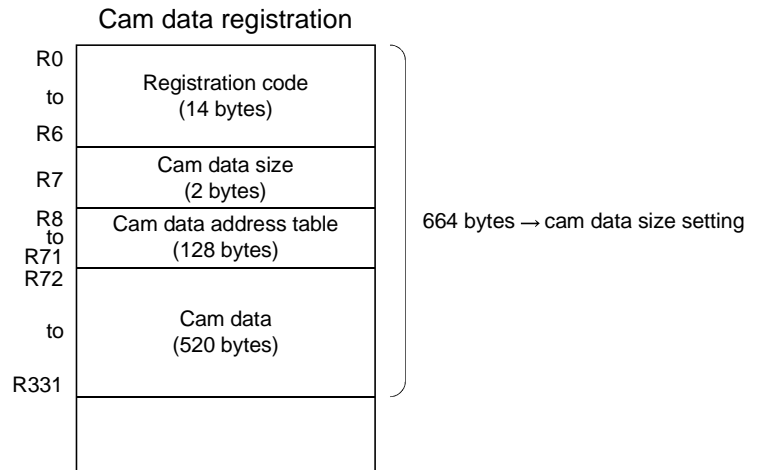 Cam data registration
R0
to
R6
Registration code
(14 bytes)
R7
Cam data size
(2 bytes)
R8
to
R71
Cam data address table
(128 bytes)
664 bytes → cam data size setting
R72
to
R331
Cam data
(520 bytes)